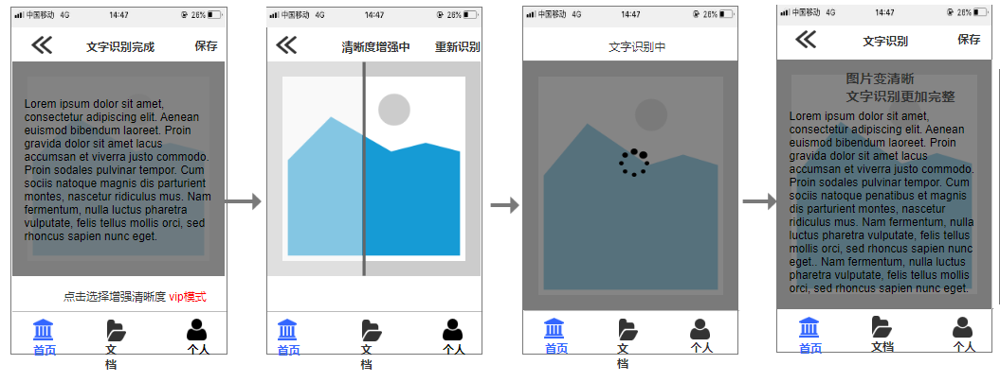 中国移动 4G 14:47 26%
文字识别完成 保存
Lorem ipsum dolor sit amet,
consectetur adipiscing elit. Aenean
euismod bibendum laoreet. Proin
gravida dolor sit amet lacus
accumsan et viverra justo commodo.
Proin sodales pulvinar tempor. Cum
sociis natoque magnis dis parturient
montes, nascetur ridiculus mus. Nam
fermentum, nulla luctus pharetra
vulputate, felis tellus mollis orci, sed
rhoncus sapien nunc eget.
点击选择增强清晰度 vip模式
首页 文
档 个人
中国移动 4G 14:47 26%
清晰度增强中 重新识别
首页 文
档 个人
中国移动 4G 14:47 26%
文字识别中
首页 文
档 个人
中国移动 4G 14:47 26%
文字识别 保存
图片变清晰
文字识别更加完整
Lorem ipsum dolor sit amet,
consectetur adipiscing elit. Aenean
euismod bibendum laoreet. Proin
gravida dolor sit amet lacus
accumsan et viverra justo commodo.
Proin sodales pulvinar tempor. Cum
sociis natoque penatibus et magnis
dis parturient montes, nascetur
ridiculus mus. Nam fermentum, nulla
luctus pharetra vulputate, felis tellus
mollis orci, sed rhoncus sapien nunc
eget.. Nam fermentum, nulla luctus
pharetra vulputate, felis tellus mollis
orci, sed rhoncus sapien nunc eget.
首页 文档 个人